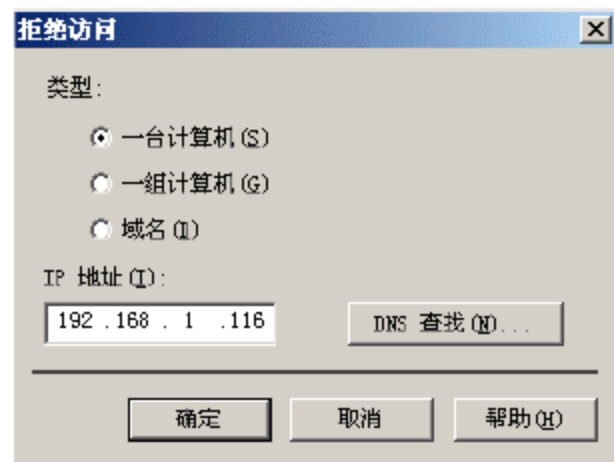 拒绝访问
类型:
一台计算机(S)
一组计算机(G)
域名(I)
IP 地址(T):
192 .168 . 1 .116
DNS 查找(N)...
确定
取消
帮助(H)